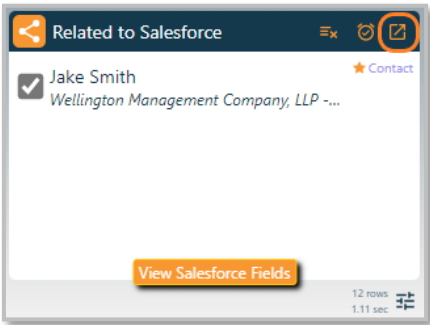 Related to Salesforce
Jake Smith
Contact
Wellington Management Company, LLP -...
View Salesforce Fields
12 rows
1.11 sec